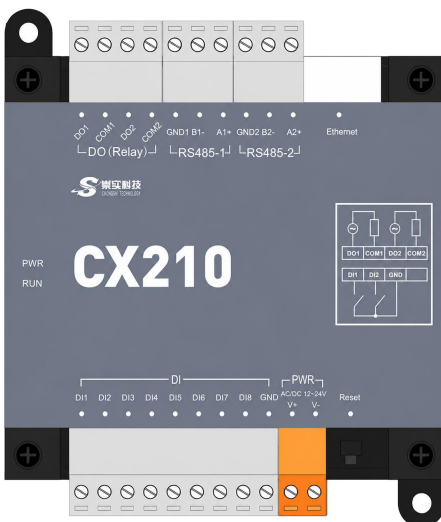 DO1 COM1 DO2 COM2 GND1 B1- A1+ GND2 B2- A2+ Ethernet
DO(Relay) RS485-1 RS485-2
崇实科技
CHONGSHI TECHNOLOGY
CX210
PWR
RUN
DO1 COM1 DO2 COM2
DI1 DI2 GND
DI PWR
DI1 DI2 DI3 DI4 DI5 DI6 DI7 DI8 GND AC/DC 12~24V Reset
V+ V-